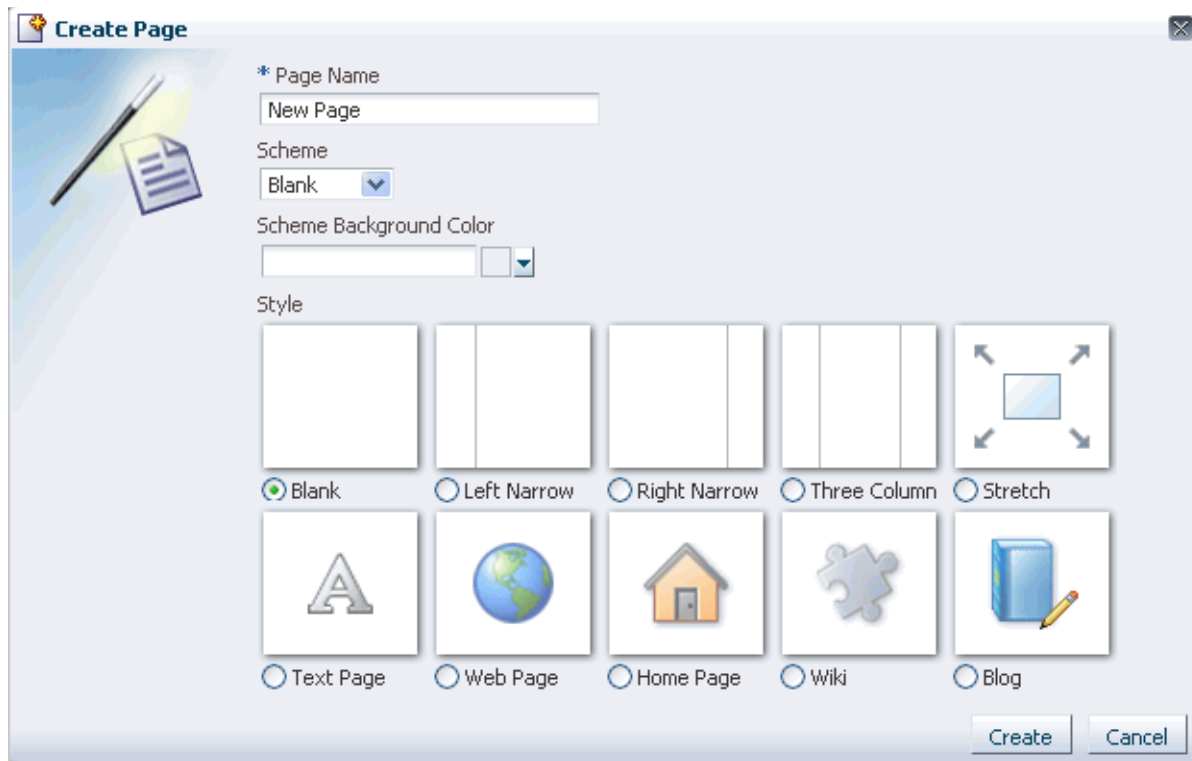 Create Page
* Page Name
New Page
Scheme
Blank
Scheme Background Color
Style
Blank Left Narrow Right Narrow Three Column Stretch
A
Text Page Web Page Home Page Wiki Blog
Create Cancel